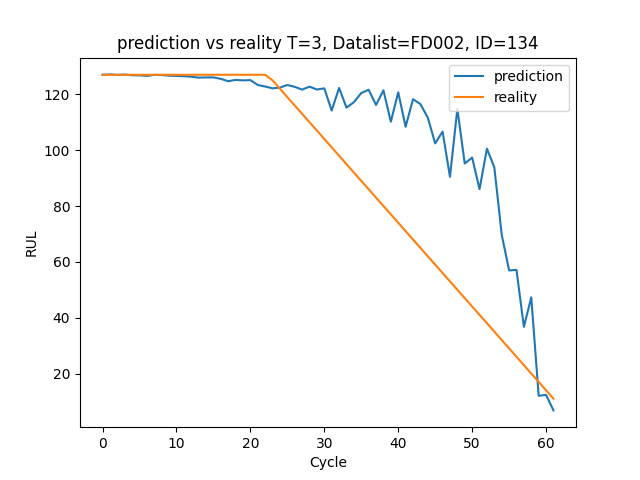 prediction vs reality T=3, Datalist=FD002, ID=134
prediction
reality
RUL
120
100
80
60
40
20
0 10 20 30 40 50 60
Cycle